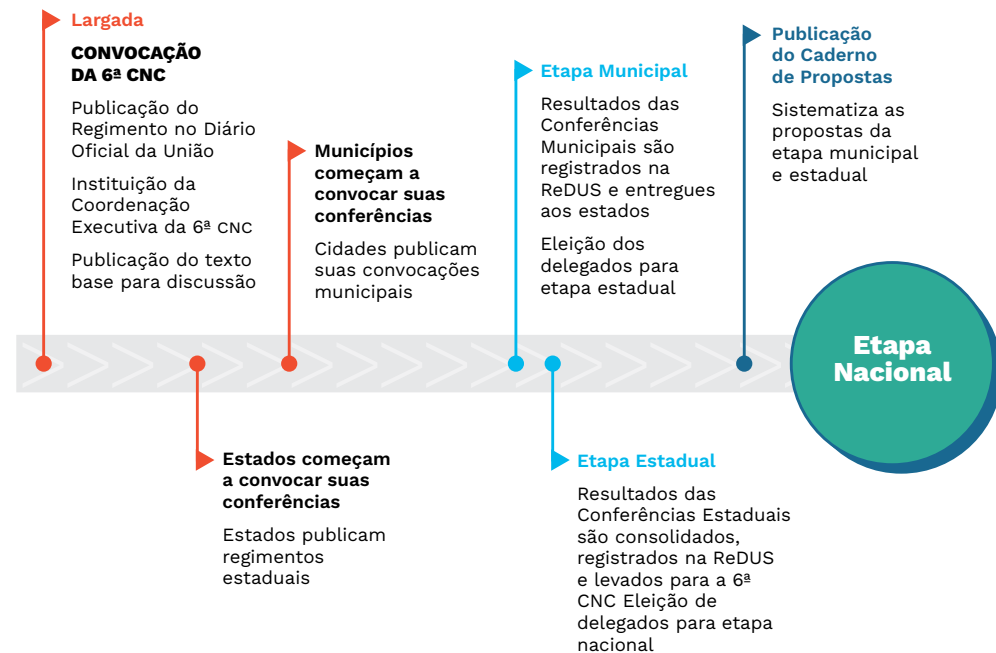 Largada
CONVOCAÇÃO
DA 6ª CNC
Publicação do
Regimento no Diário
Oficial da União
Instituição da
Coordenação
Executiva da 6ª CNC
Publicação do texto
base para discussão
Estados começam
a convocar suas
conferências
Estados publicam
regimentos
estaduais
Municípios
começam a
convocar suas
conferências
Cidades publicam
suas convocações
municipais
Etapa Municipal
Resultados das
Conferências
Municipais são
registrados na
ReDUS e entregues
aos estados
Eleição dos
delegados para
etapa estadual
Etapa Estadual
Resultados das
Conferências Estaduais
são consolidados,
registrados na ReDUS
e levados para a 6ª
CNC Eleição de
delegados para etapa
nacional
Publicação
do Caderno
de Propostas
Sistematiza as
propostas da
etapa municipal
e estadual
Etapa
Nacional